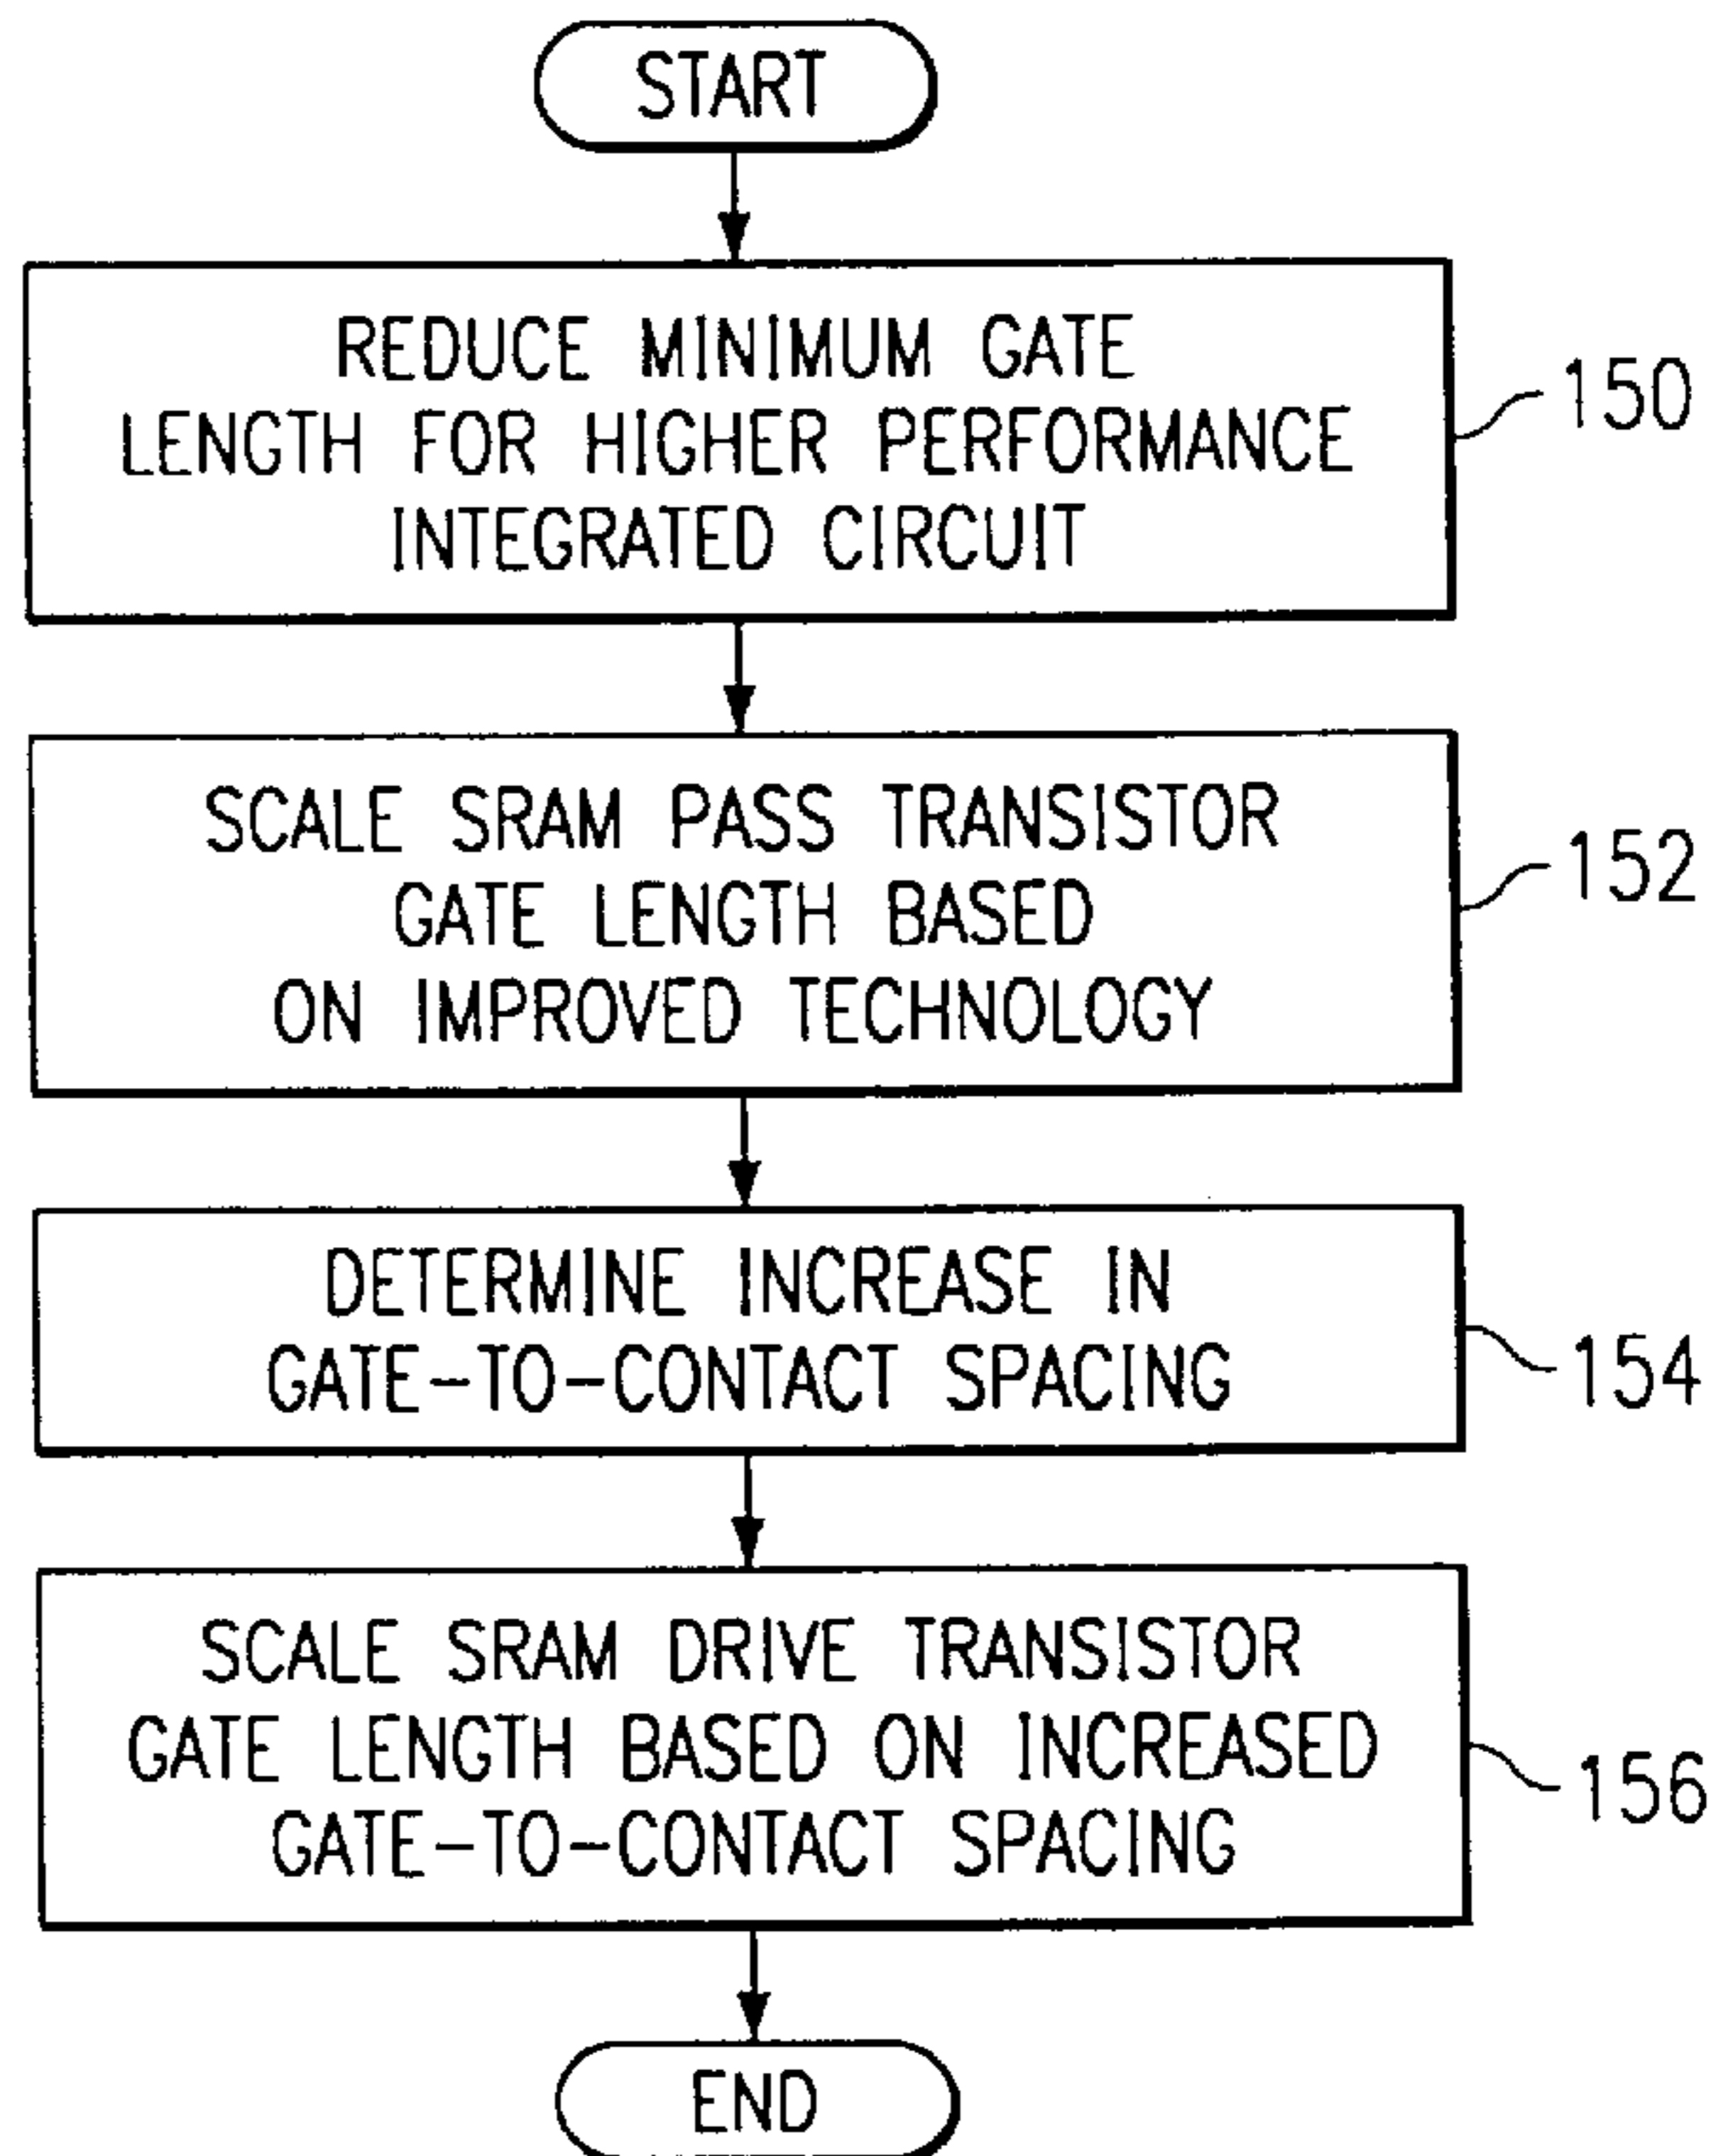 START
REDUCE MINIMUM GATE
LENGTH FOR HIGHER PERFORMANCE
INTEGRATED CIRCUIT
150
SCALE SRAM PASS TRANSISTOR
GATE LENGTH BASED
ON IMPROVED TECHNOLOGY
152
DETERMINE INCREASE IN
GATE-TO-CONTACT SPACING
154
SCALE SRAM DRIVE TRANSISTOR
GATE LENGTH BASED ON INCREASED
GATE-TO-CONTACT SPACING
156
END